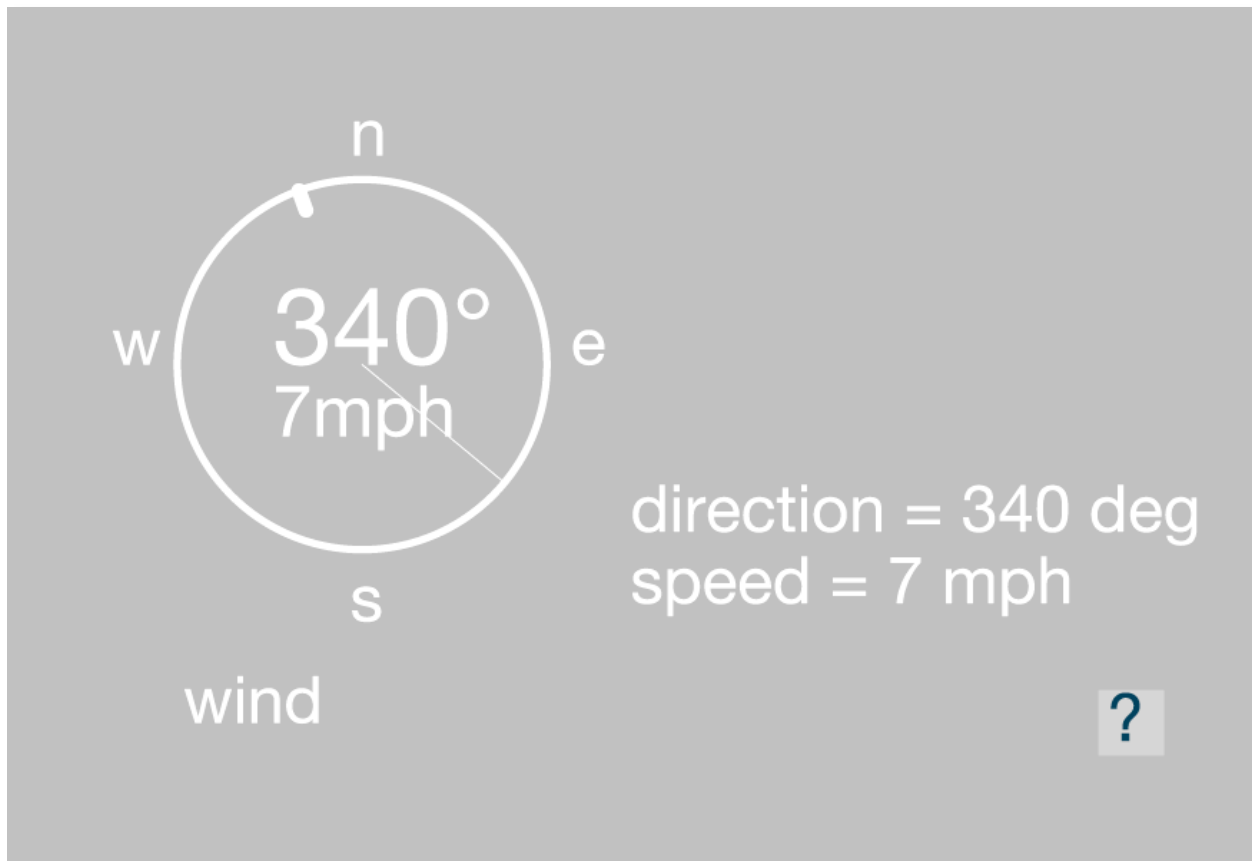 n
w
340°
e
7mph
s
direction = 340 deg
speed = 7 mph
wind
?